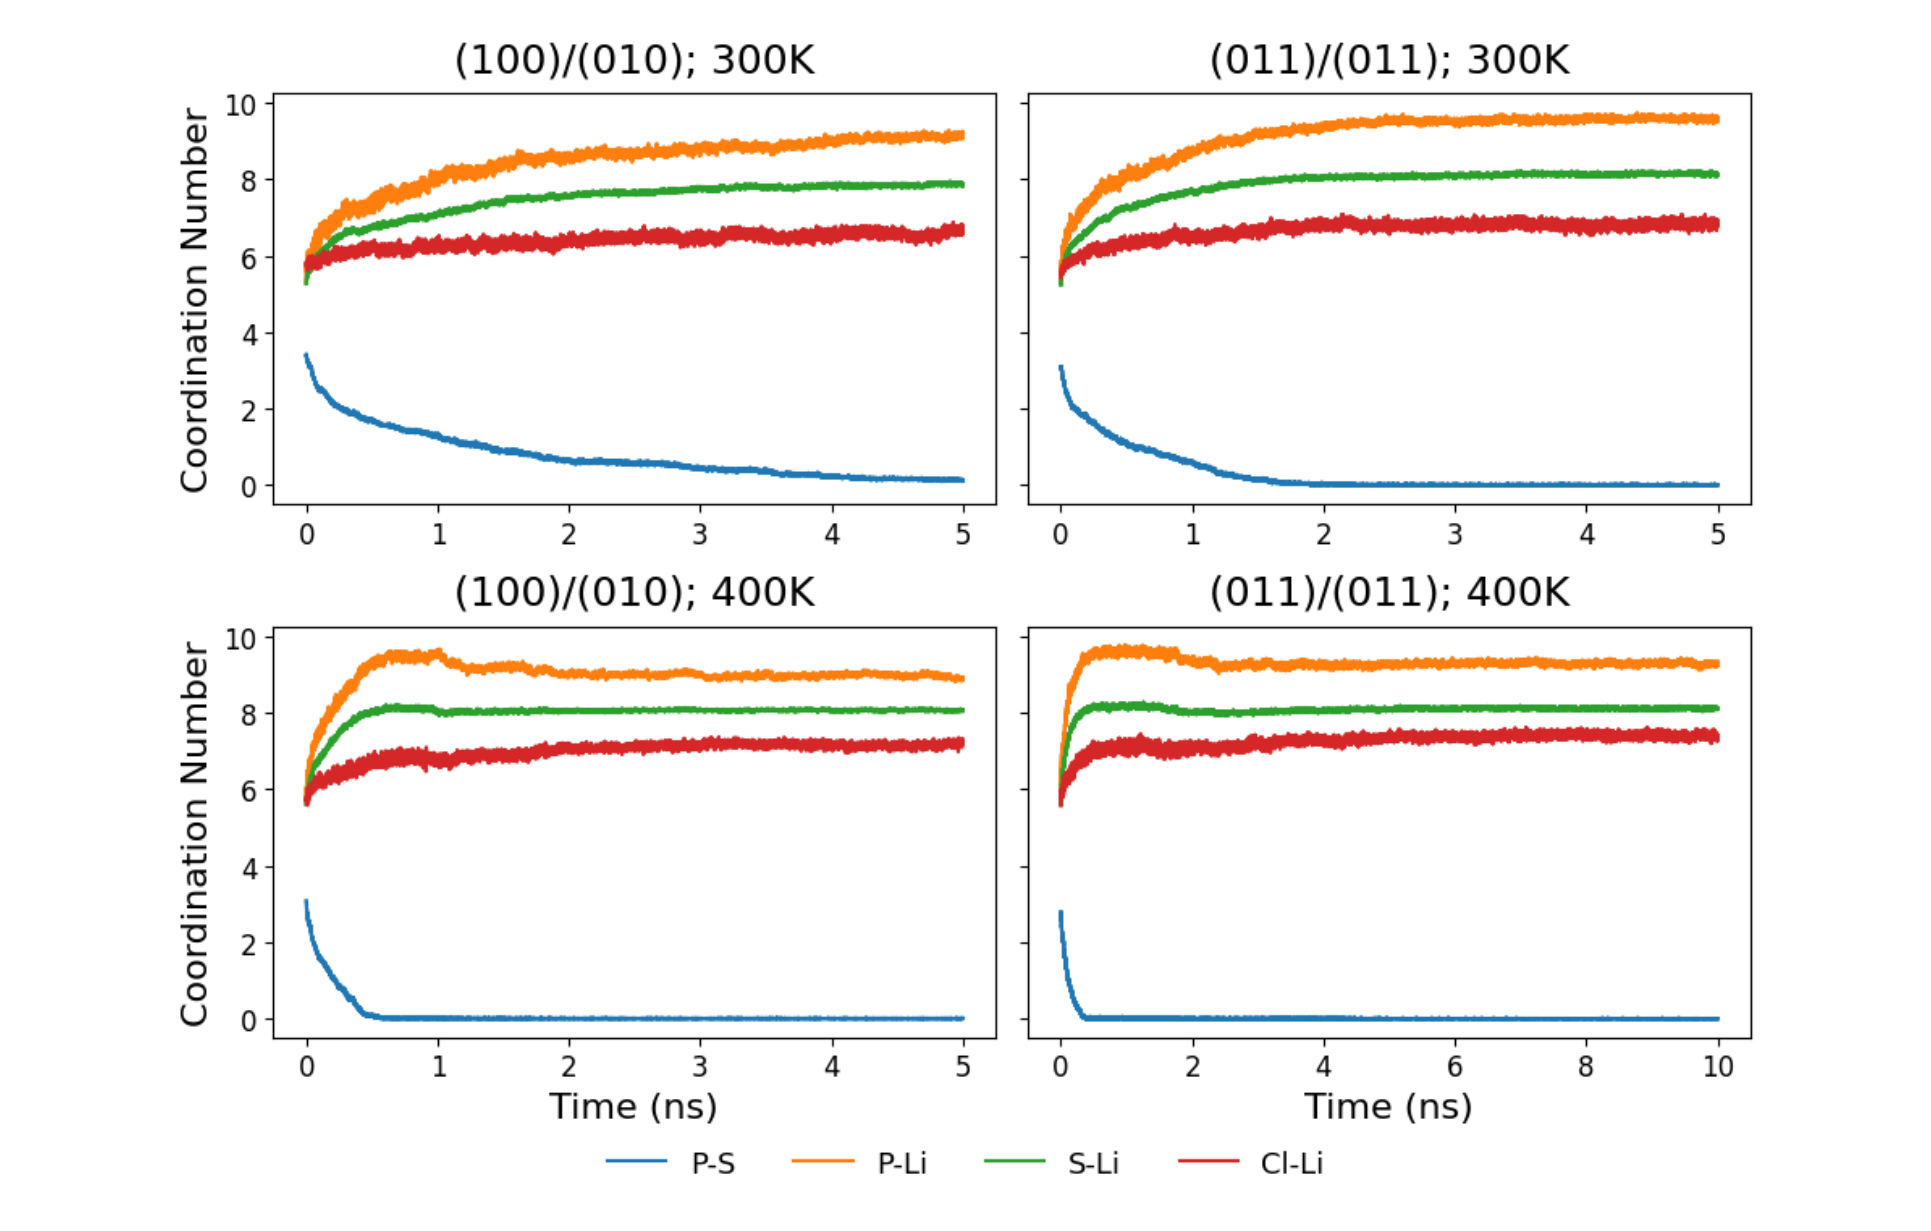 (100)/(010); 300K
(011)/(011); 300K
Coordination Number
10
8
6
4
2
0
0 1 2 3 4 5
0 1 2 3 4 5
(100)/(010); 400K
(011)/(011); 400K
Coordination Number
10
8
6
4
2
0
0 1 2 3 4 5
0 2 4 6 8 10
Time (ns)
Time (ns)
P-S P-Li S-Li Cl-Li